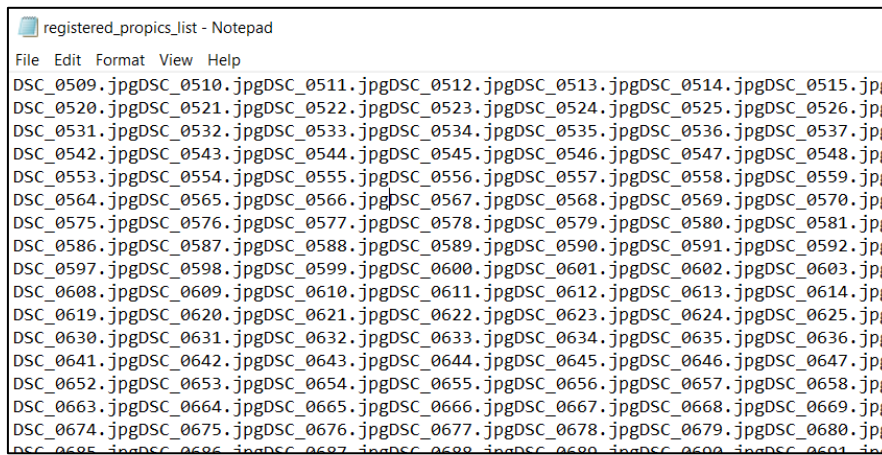 registered_propics_list - Notepad
File Edit Format View Help
DSC_0509.jpgDSC_0510.jpgDSC_0511.jpgDSC_0512.jpgDSC_0513.jpgDSC_0514.jpgDSC_0515.jp
DSC_0520.jpgDSC_0521.jpgDSC_0522.jpgDSC_0523.jpgDSC_0524.jpgDSC_0525.jpgDSC_0526.jp
DSC_0531.jpgDSC_0532.jpgDSC_0533.jpgDSC_0534.jpgDSC_0535.jpgDSC_0536.jpgDSC_0537.jp
DSC_0542.jpgDSC_0543.jpgDSC_0544.jpgDSC_0545.jpgDSC_0546.jpgDSC_0547.jpgDSC_0548.jp
DSC_0553.jpgDSC_0554.jpgDSC_0555.jpgDSC_0556.jpgDSC_0557.jpgDSC_0558.jpgDSC_0559.jp
DSC_0564.jpgDSC_0565.jpgDSC_0566.jpgDSC_0567.jpgDSC_0568.jpgDSC_0569.jpgDSC_0570.jp
DSC_0575.jpgDSC_0576.jpgDSC_0577.jpgDSC_0578.jpgDSC_0579.jpgDSC_0580.jpgDSC_0581.jp
DSC_0586.jpgDSC_0587.jpgDSC_0588.jpgDSC_0589.jpgDSC_0590.jpgDSC_0591.jpgDSC_0592.jp
DSC_0597.jpgDSC_0598.jpgDSC_0599.jpgDSC_0600.jpgDSC_0601.jpgDSC_0602.jpgDSC_0603.jp
DSC_0608.jpgDSC_0609.jpgDSC_0610.jpgDSC_0611.jpgDSC_0612.jpgDSC_0613.jpgDSC_0614.jp
DSC_0619.jpgDSC_0620.jpgDSC_0621.jpgDSC_0622.jpgDSC_0623.jpgDSC_0624.jpgDSC_0625.jp
DSC_0630.jpgDSC_0631.jpgDSC_0632.jpgDSC_0633.jpgDSC_0634.jpgDSC_0635.jpgDSC_0636.jp
DSC_0641.jpgDSC_0642.jpgDSC_0643.jpgDSC_0644.jpgDSC_0645.jpgDSC_0646.jpgDSC_0647.jp
DSC_0652.jpgDSC_0653.jpgDSC_0654.jpgDSC_0655.jpgDSC_0656.jpgDSC_0657.jpgDSC_0658.jp
DSC_0663.jpgDSC_0664.jpgDSC_0665.jpgDSC_0666.jpgDSC_0667.jpgDSC_0668.jpgDSC_0669.jp
DSC_0674.jpgDSC_0675.jpgDSC_0676.jpgDSC_0677.jpgDSC_0678.jpgDSC_0679.jpgDSC_0680.jp